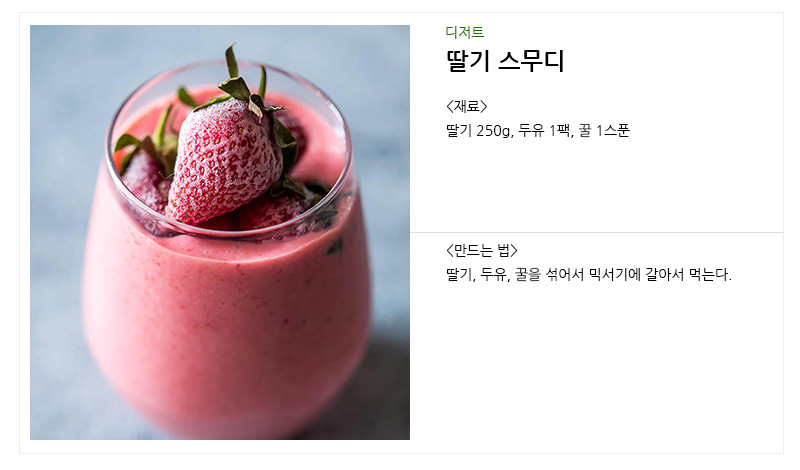 디저트
딸기 스무디
<재료>
딸기 250g, 두유 1팩, 꿀 1스푼
<만드는 법>
딸기, 두유, 꿀을 섞어서 믹서기에 갈아서 먹는다.